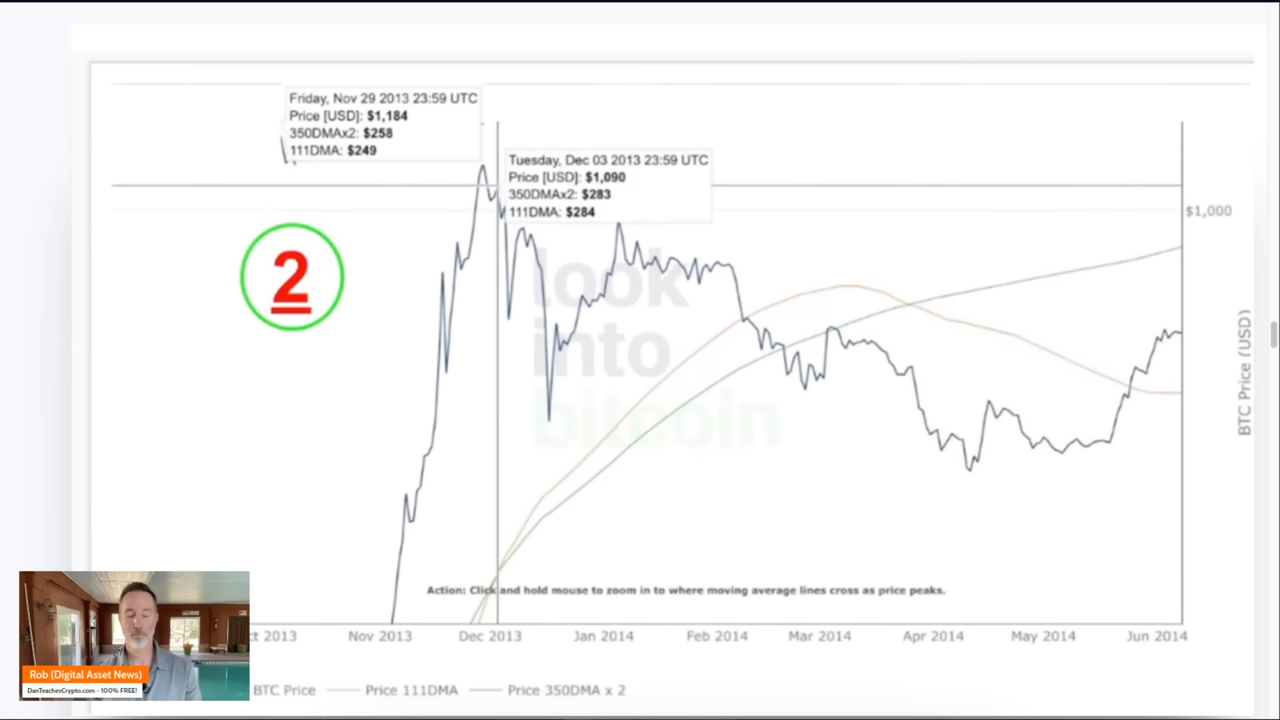 Friday, Nov 29 2013 23:59 UTC
Price [USD]: $1,184
350DMAx2: $258
111DMA: $249
Tuesday, Dec 03 2013 23:59 UTC
Price [USD]: $1,090
350DMAx2: $283
111DMA: $284
$1,000
2
look
into
bitcoin
BTC Price (USD)
Action: Click and hold mouse to zoom in to where moving average lines cross as price peaks.
ct 2013 Nov 2013 Dec 2013 Jan 2014 Feb 2014 Mar 2014 Apr 2014 May 2014 Jun 2014
BTC Price Price 111DMA Price 350DMA x 2
Rob (Digital Asset News)
DanTeachesCrypto.com - 100% FREE!